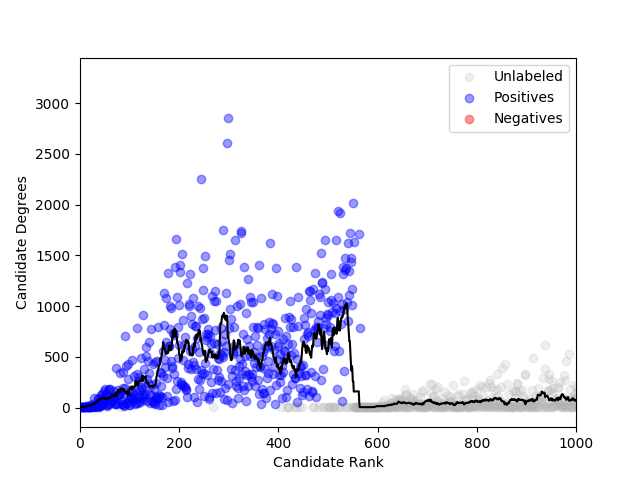 Unlabeled
Positives
Negatives
3000
2500
2000
1500
1000
500
0
Candidate Degrees
0 200 400 600 800 1000
Candidate Rank